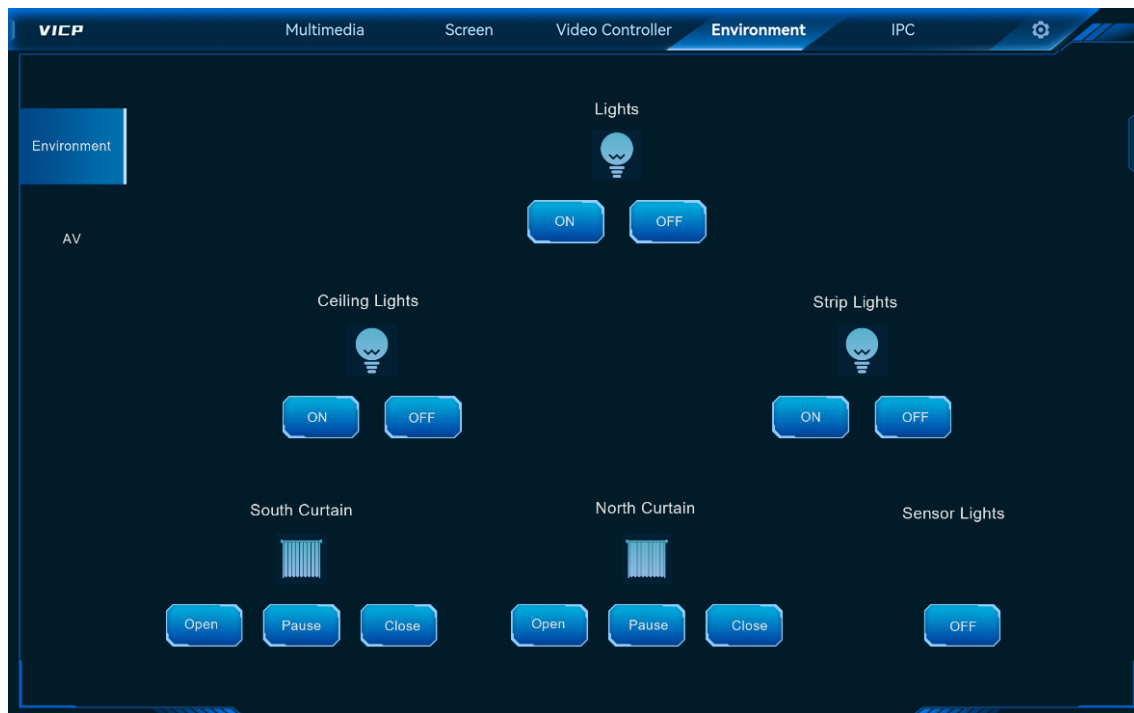 VICP
Multimedia
Screen
Video Controller
Environment
IPC
Environment
AV
Lights
ON
OFF
Ceiling Lights
ON
OFF
Strip Lights
ON
OFF
South Curtain
Open
Pause
Close
North Curtain
Open
Pause
Close
Sensor Lights
OFF